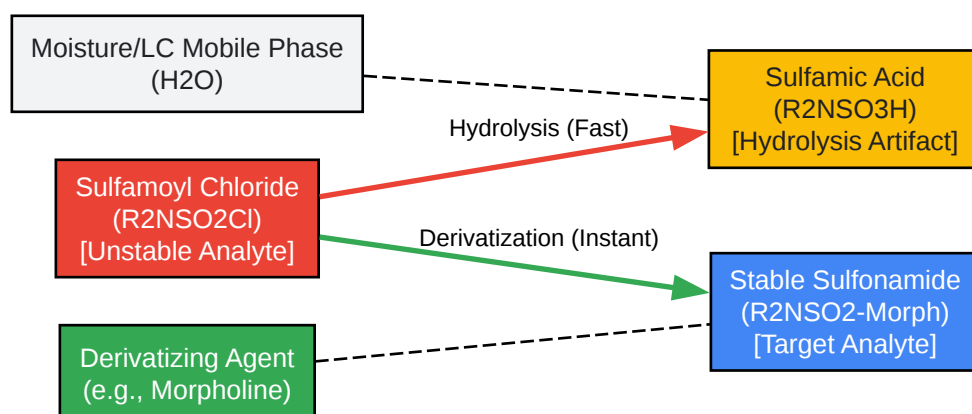 Moisture/LC Mobile Phase
(H2O)
Sulfamic Acid
(R2NSO3H)
[Hydrolysis Artifact]
Hydrolysis (Fast)
Sulfamoyl Chloride
(R2NSO2Cl)
[Unstable Analyte]
Derivatization (Instant)
Stable Sulfonamide
(R2NSO2-Morph)
[Target Analyte]
Derivatizing Agent
(e.g., Morpholine)